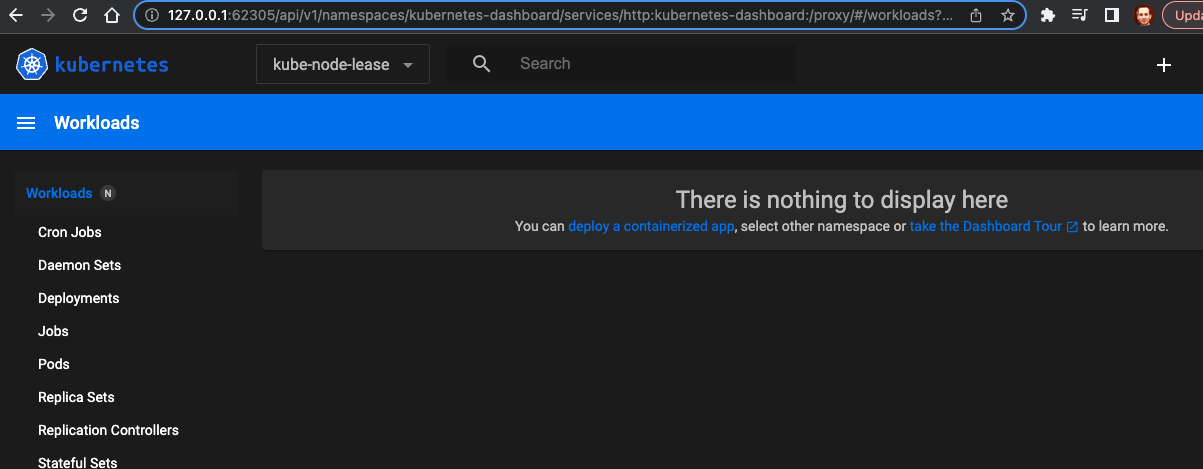 127.0.0.1:62305/api/v1/namespaces/kubernetes-dashboard/services/http:kubernetes-dashboard:/proxy/#/workloads?...
Upda
kubernetes
kube-node-lease
Search
Workloads
Workloads N
There is nothing to display here
You can deploy a containerized app, select other namespace or take the Dashboard Tour to learn more.
Cron Jobs
Daemon Sets
Deployments
Jobs
Pods
Replica Sets
Replication Controllers
Stateful Sets